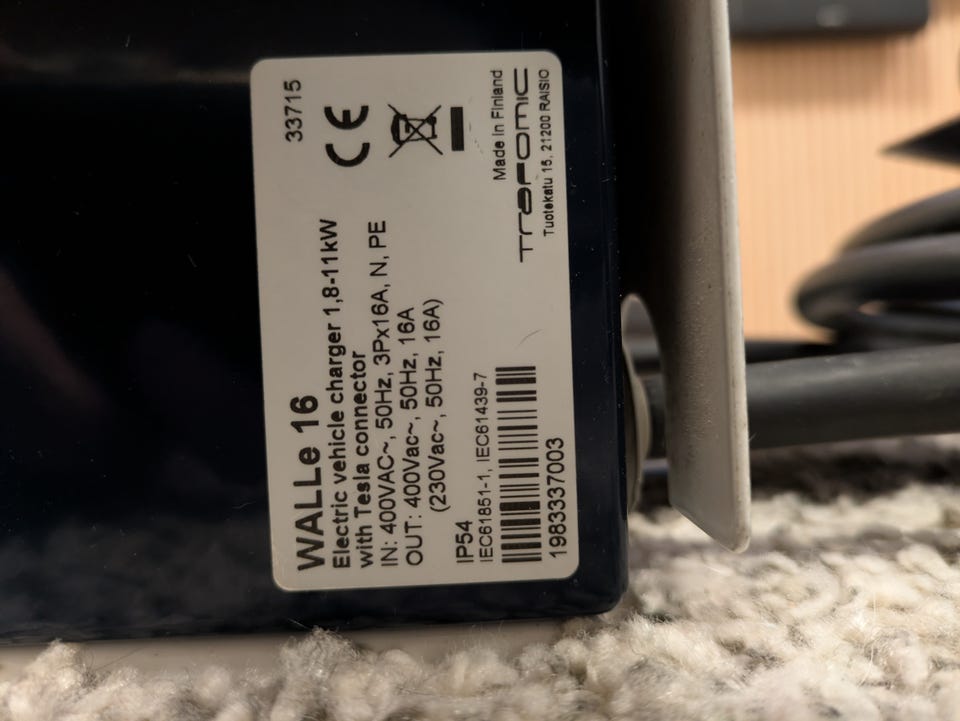 33715
WALLe 16
Electric vehicle charger 1,8-11kW
with Tesla connector
IN: 400VAC~, 50Hz, 3Px16A, N, PE
OUT: 400Vac~, 50Hz, 16A
(230Vac~, 50Hz, 16A)
IP54
IEC61851-1, IEC61439-7
1983337003
CE
Made in Finland
Trafomic
Tuotekatu 15, 21200 RAISIO